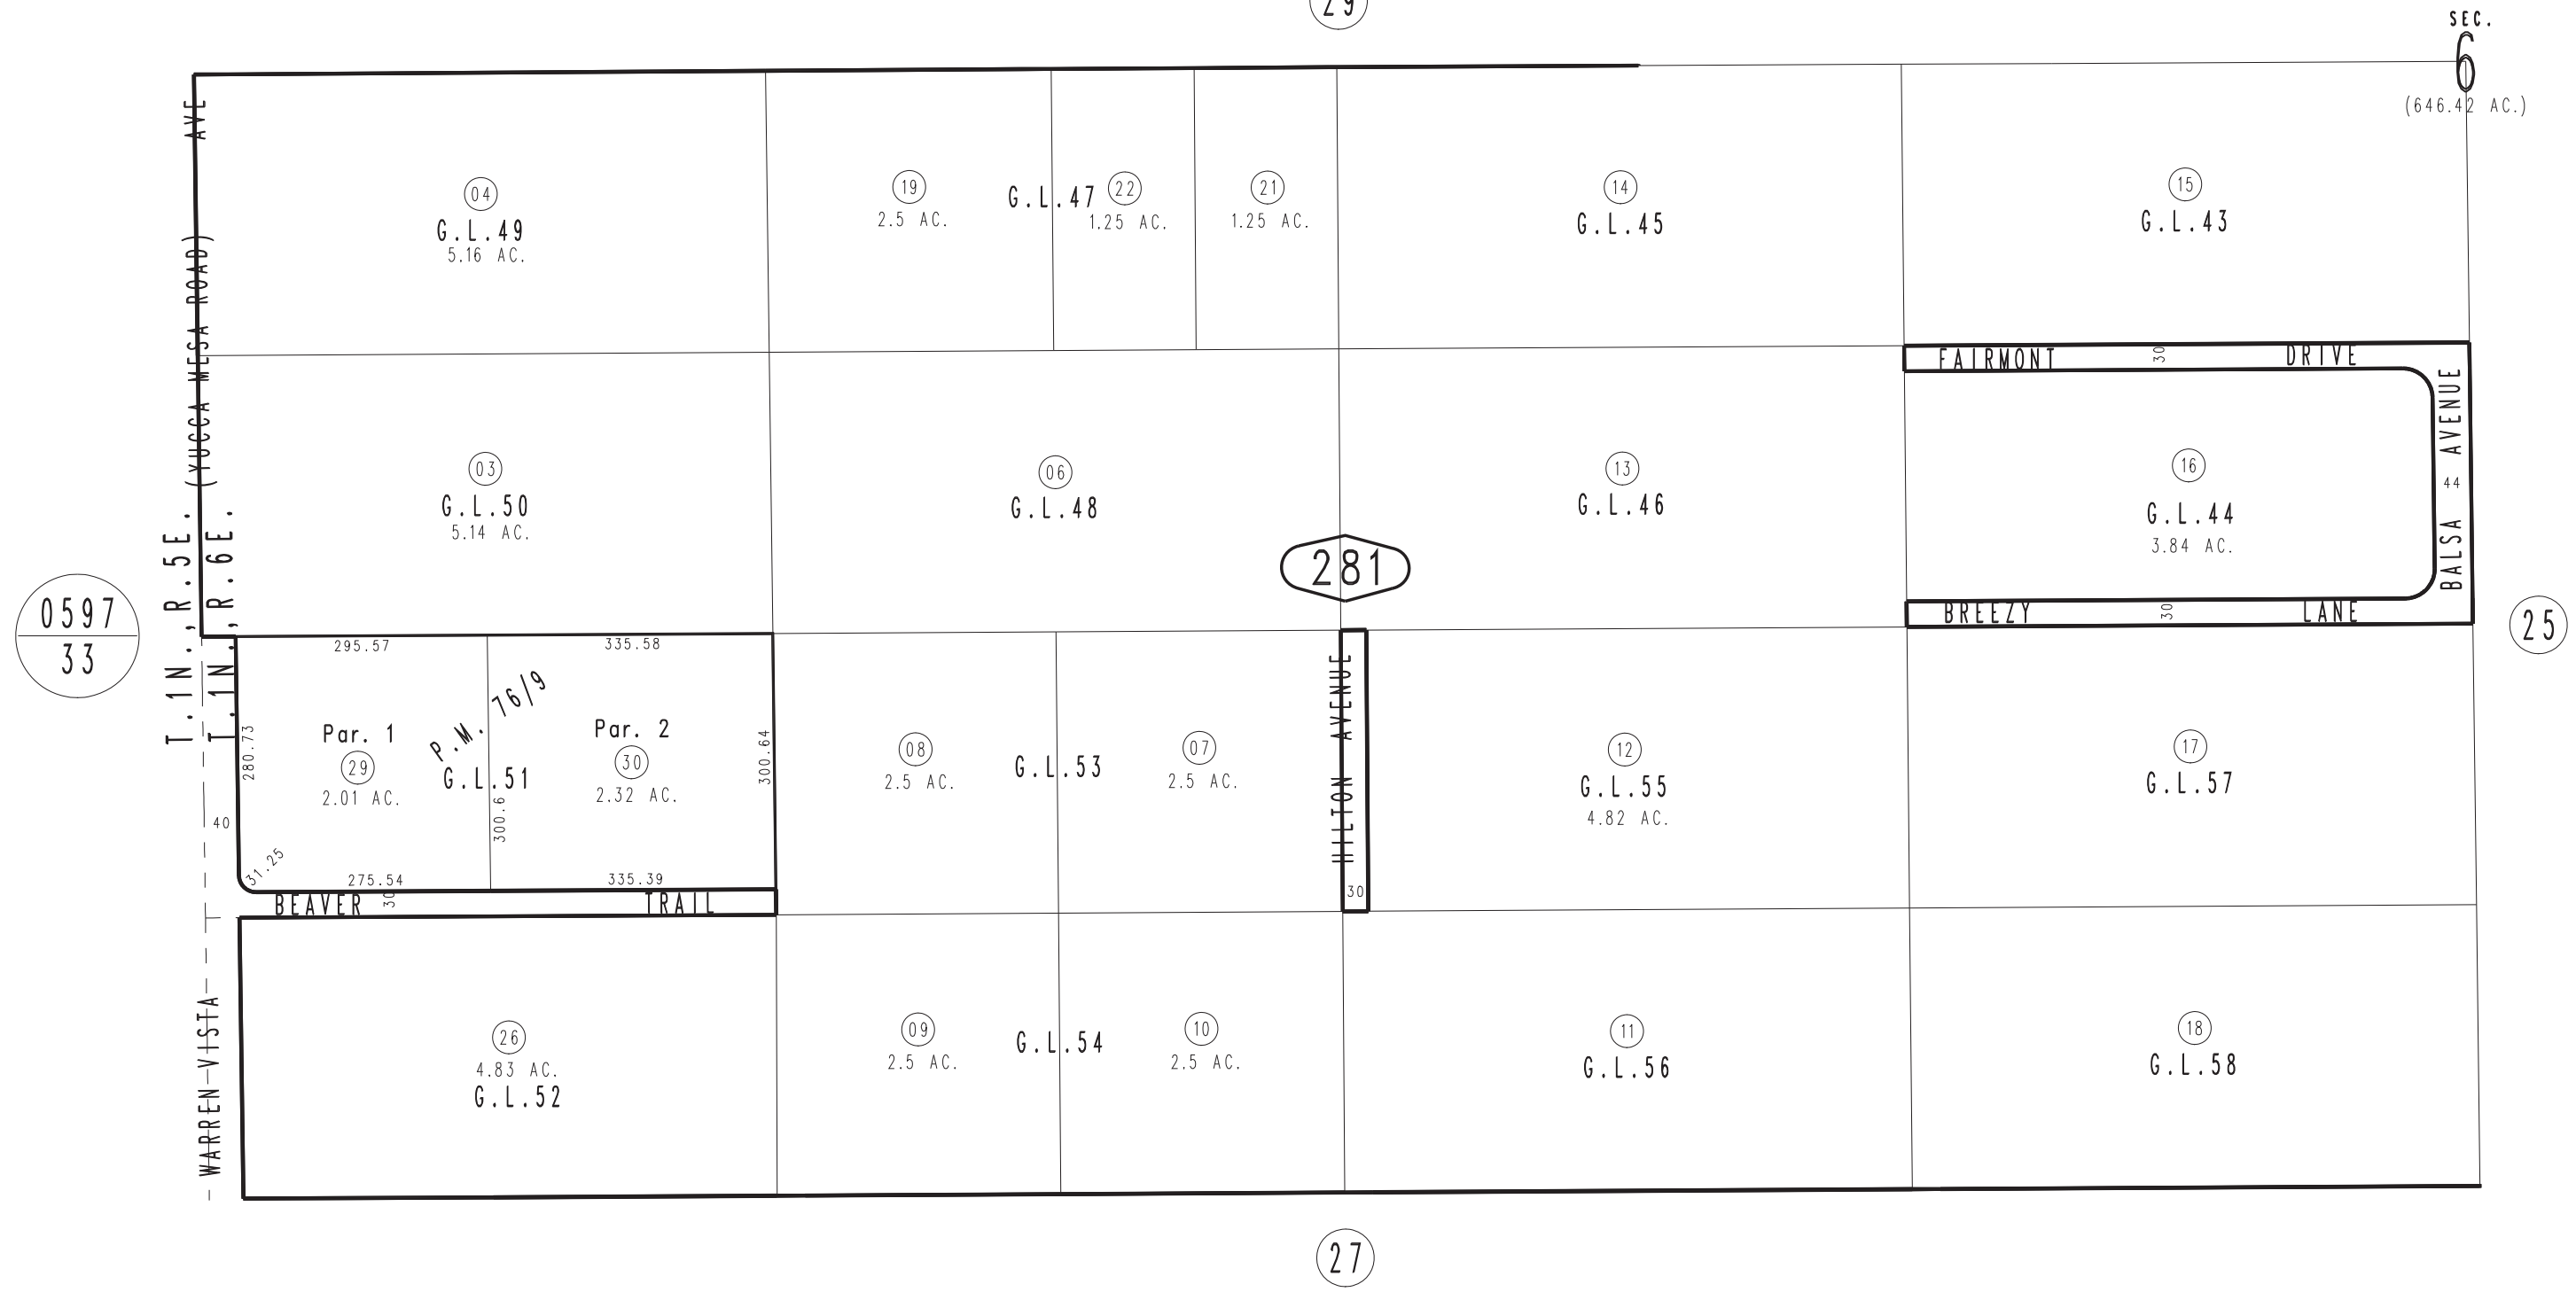 29
SEC.
6
(646.42 AC.)
AVE
(YUCCA MESA ROAD)
04
G.L.49
5.16 AC.
19
2.5 AC.
G.L.47
22
1.25 AC.
21
1.25 AC.
14
G.L.45
15
G.L.43
FAIRMONT 30 DRIVE
03
G.L.50
5.14 AC.
06
G.L.48
13
G.L.46
16
G.L.44
3.84 AC.
BALSA 44 AVENUE
281
BREEZY 30 LANE
T.1N.,R.5E.
T.1N.,R.6E.
0597
33
25
295.57
335.58
280.73
Par. 1
29
2.01 AC.
P.M. 76/9
G.L.51
300.6
Par. 2
30
2.32 AC.
300.64
40
31.25
275.54
335.39
BEAVER 30 TRAIL
08
2.5 AC.
G.L.53
07
2.5 AC.
HILTON AVENUE
30
12
G.L.55
4.82 AC.
17
G.L.57
WARREN VISTA
26
4.83 AC.
G.L.52
09
2.5 AC.
G.L.54
10
2.5 AC.
11
G.L.56
18
G.L.58
27